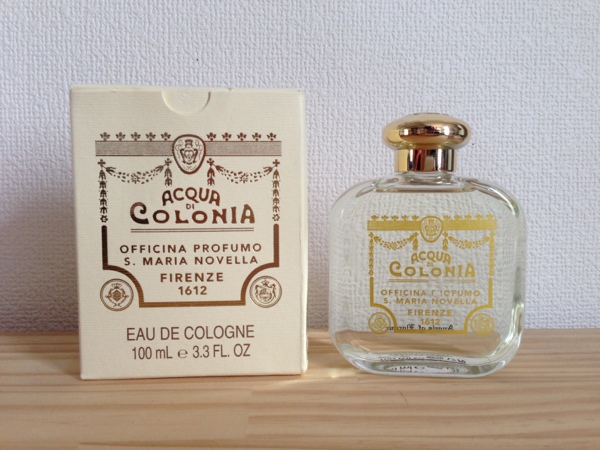 ACQUA
DI
COLONIA
OFFICINA PROFUMO
S. MARIA NOVELLA
FIRENZE
1612
EAU DE COLOGNE
100 mL e 3.3 FL. OZ
ACQUA
DI
COLONIA
OFFICINA PROFUMO
S. MARIA NOVELLA
FIRENZE
1612